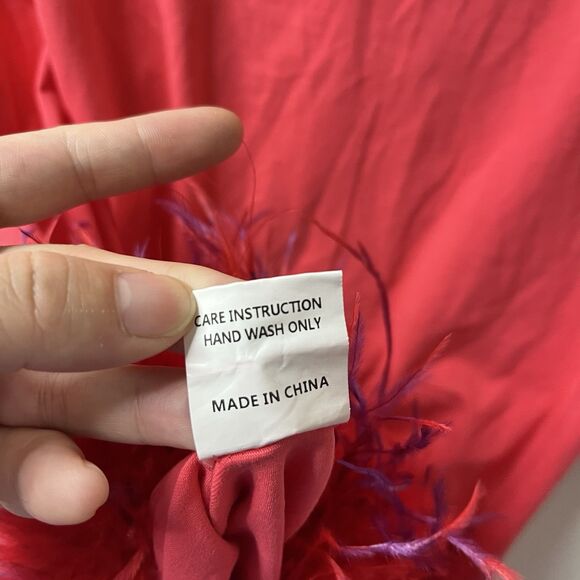 CARE INSTRUCTION
HAND WASH ONLY
MADE IN CHINA